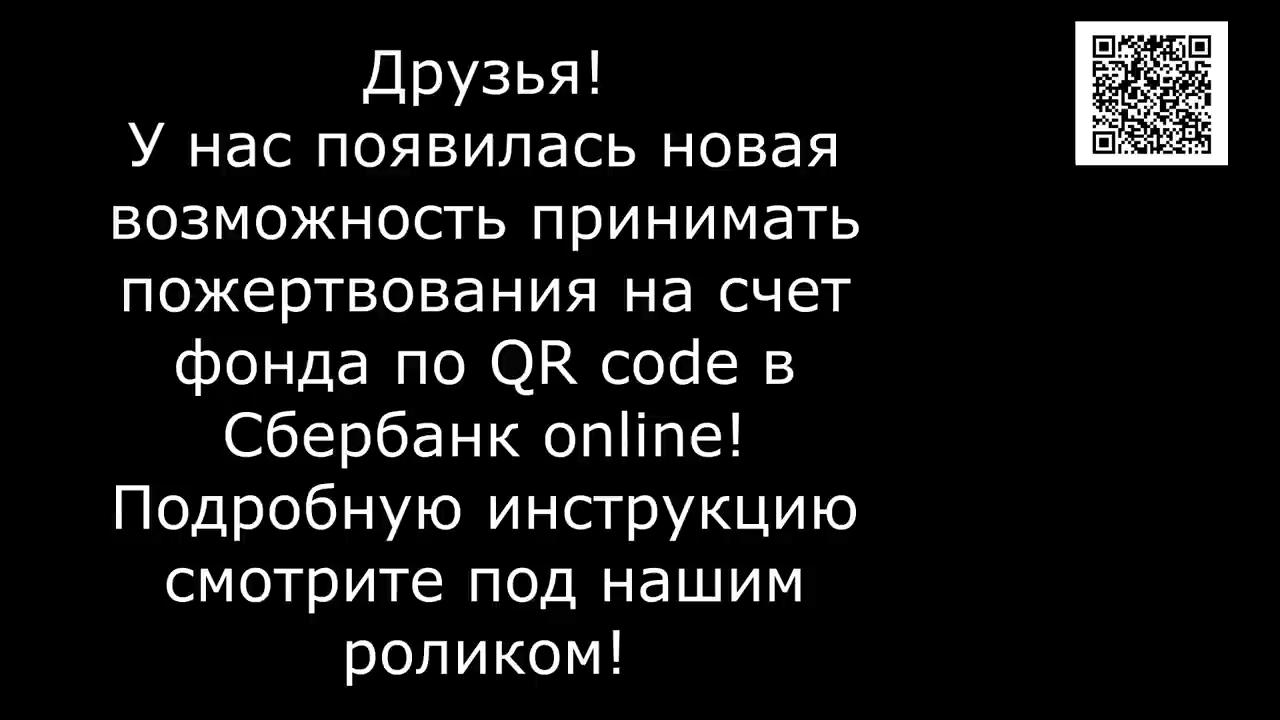 Друзья!
У нас появилась новая
возможность принимать
пожертвования на счет
фонда по QR code в
Сбербанк online!
Подробную инструкцию
смотрите под нашим
роликом!